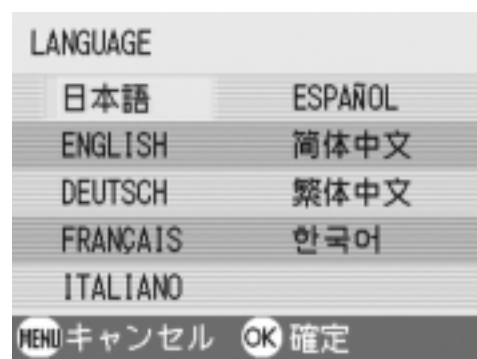 LANGUAGE
日本語 ESPAÑOL
ENGLISH 简体中文
DEUTSCH 繁体中文
FRANÇAIS 한국어
ITALIANO
MENU キャンセル OK 確定